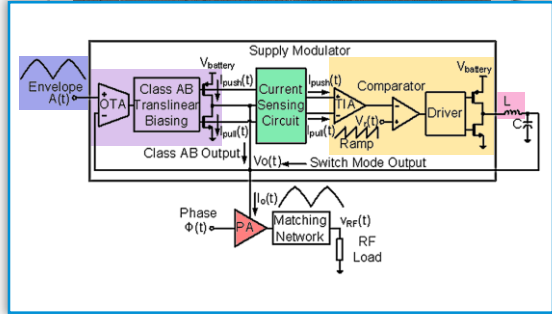 Supply Modulator
Envelope
A(t)
OTA
Class AB
Translinear
Biasing
Vbattery
Ipush(t)
Ipull(t)
Current
Sensing
Circuit
Ipush(t)
Ipull(t)
TIA
Comparator
Vr(t)
Ramp
Driver
Vbattery
L
C
Class AB Output
Vo(t)
Switch Mode Output
Io(t)
Phase
Φ(t)
PA
Matching
Network
vRF(t)
RF
Load